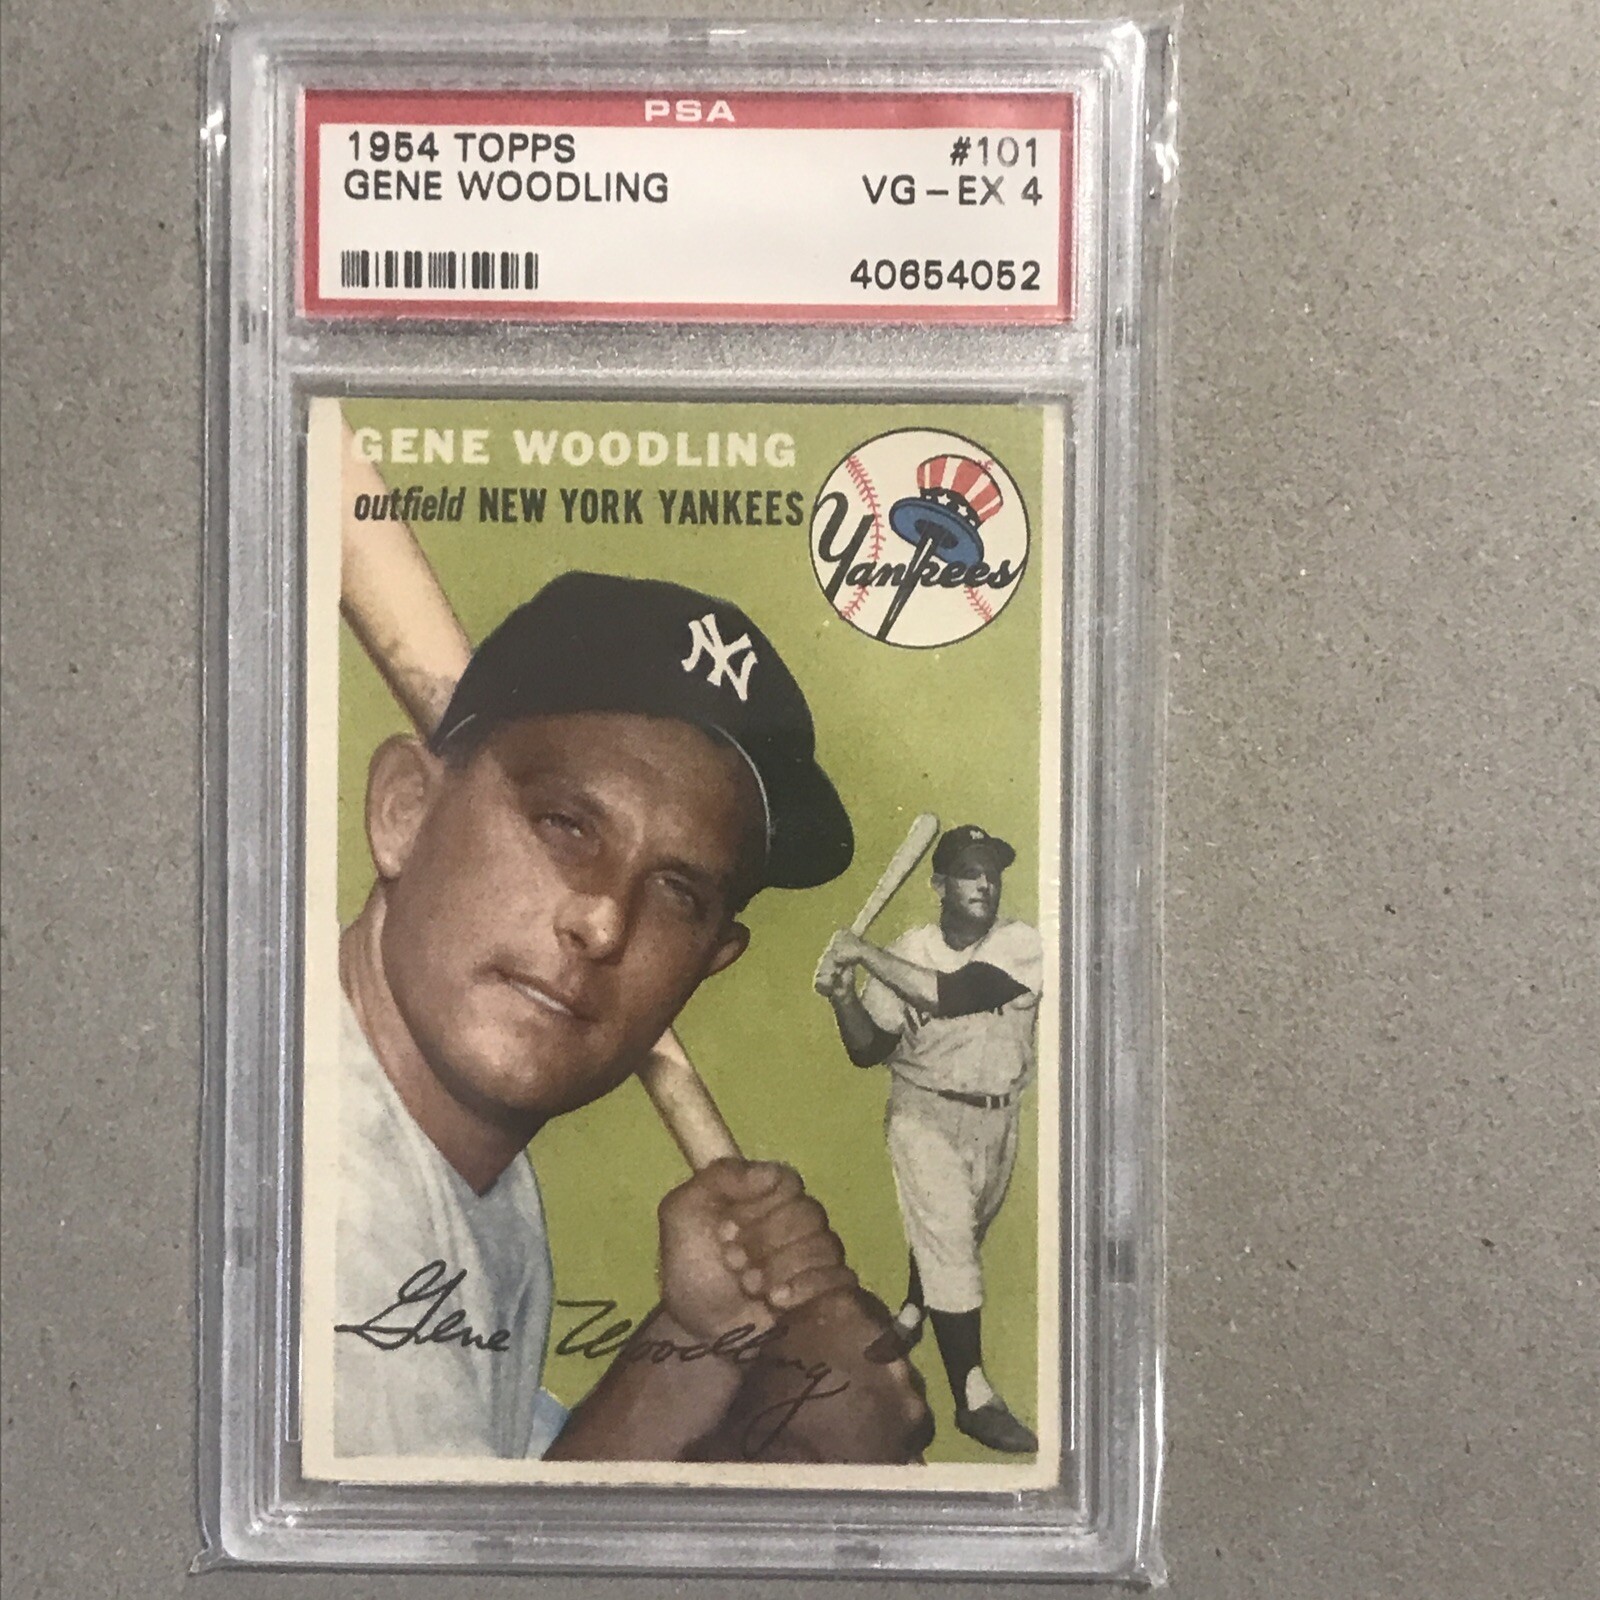 PSA
1954 TOPPS #101
GENE WOODLING VG-EX 4
40654052
GENE WOODLING
outfield NEW YORK YANKEES
Yankees
NY
Gene Woodling